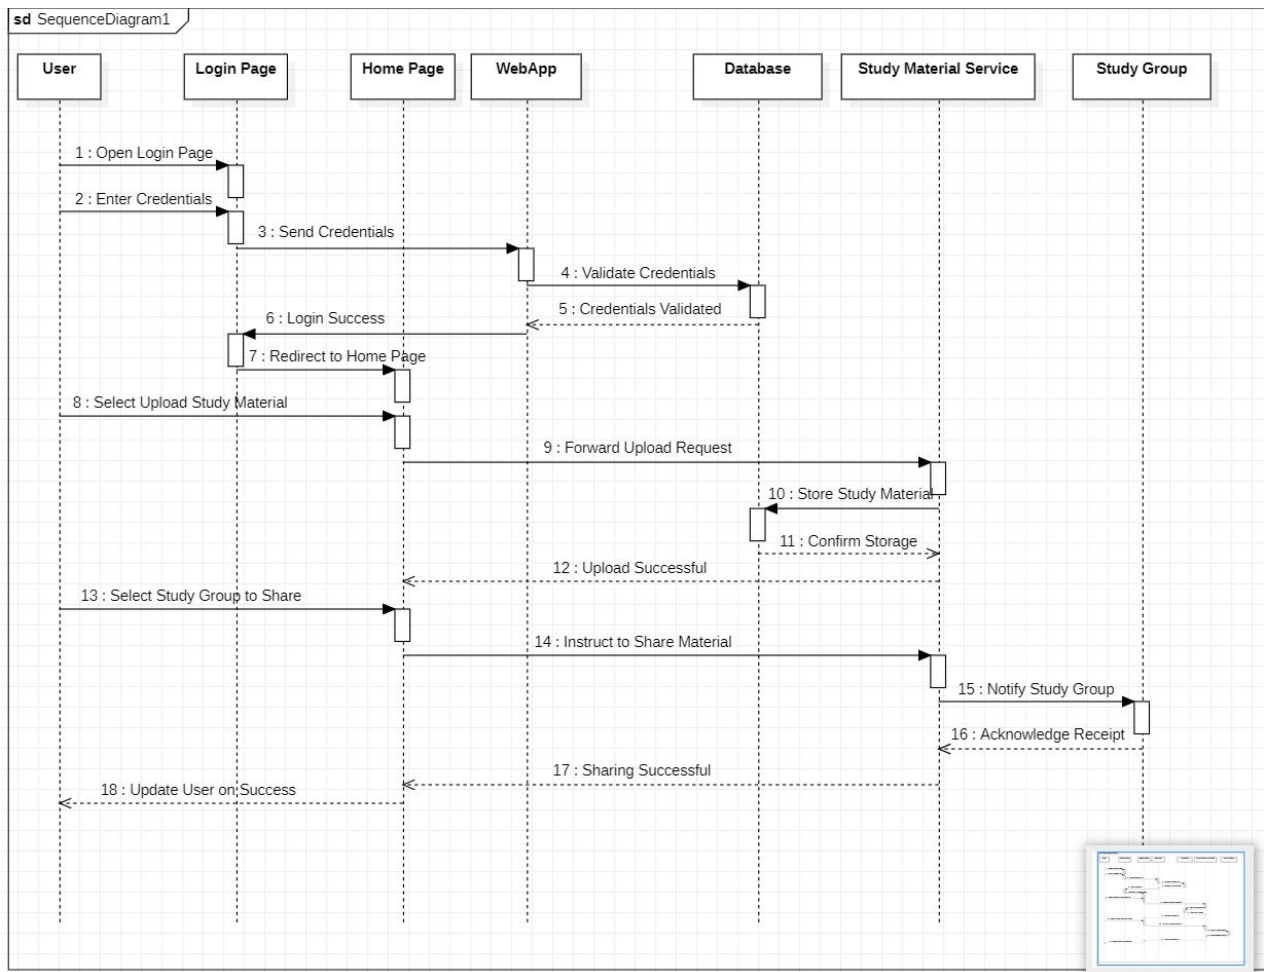 sd SequenceDiagram1
User
Login Page
Home Page
WebApp
Database
Study Material Service
Study Group
1 : Open Login Page
2 : Enter Credentials
3 : Send Credentials
4 : Validate Credentials
5 : Credentials Validated
6 : Login Success
7 : Redirect to Home Page
8 : Select Upload Study Material
9 : Forward Upload Request
10 : Store Study Material
11 : Confirm Storage
12 : Upload Successful
13 : Select Study Group to Share
14 : Instruct to Share Material
15 : Notify Study Group
16 : Acknowledge Receipt
17 : Sharing Successful
18 : Update User on Success